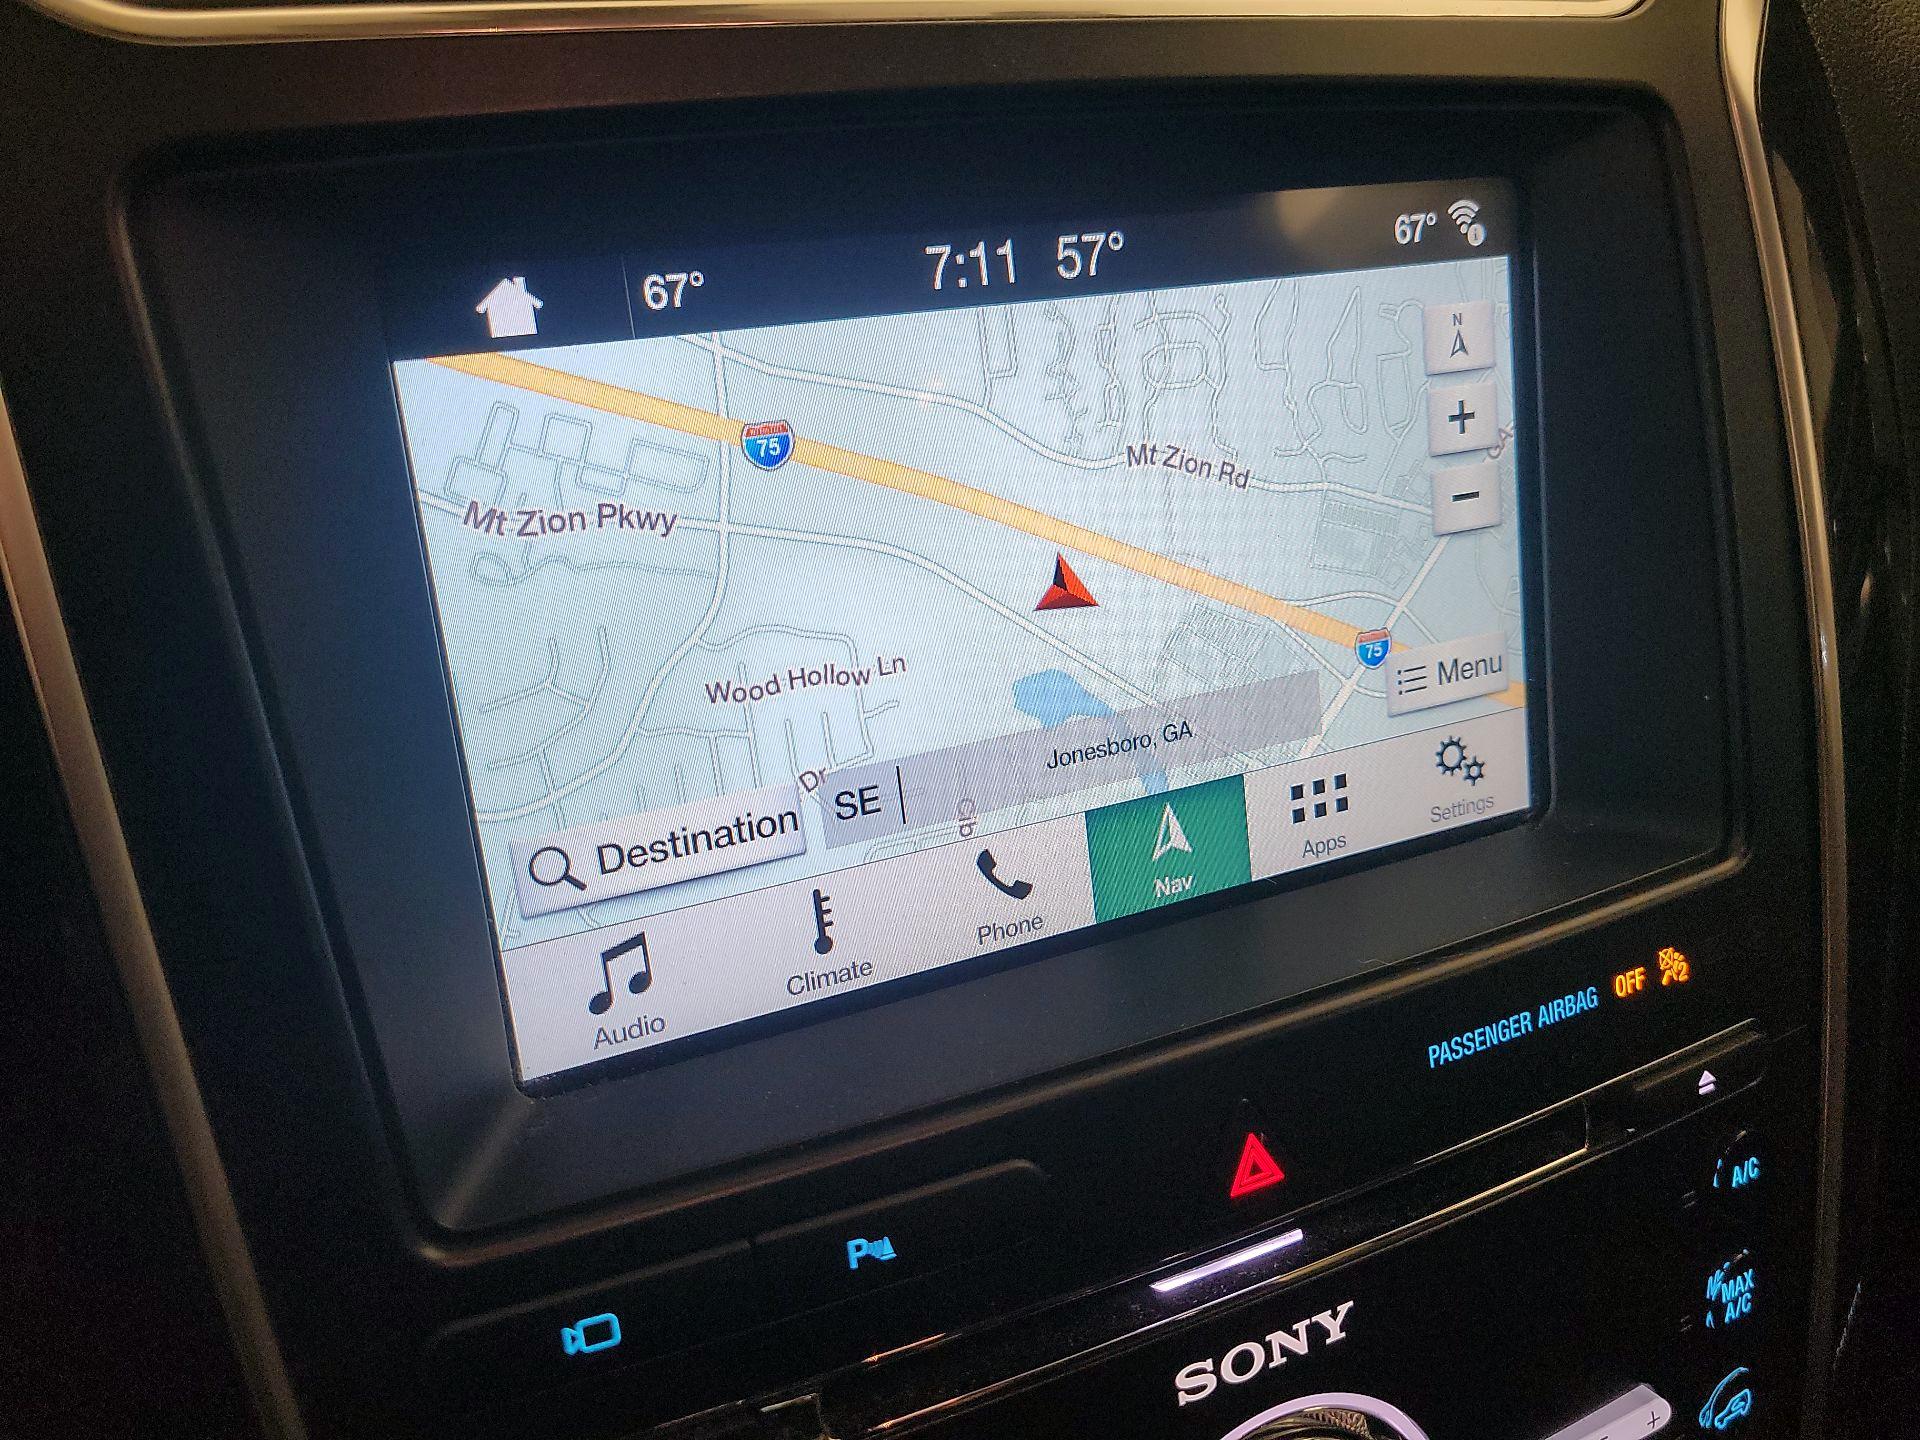 67° 7:11 57° 67°
N
75
Mt Zion Rd
+
Mt Zion Pkwy
−
75
Menu
Wood Hollow Ln
Jonesboro, GA
Dr
SE
Destination
Settings
Apps
Nav
Phone
Climate
Audio
PASSENGER AIRBAG OFF 2
A/C
P
MAX
A/C
SONY
+